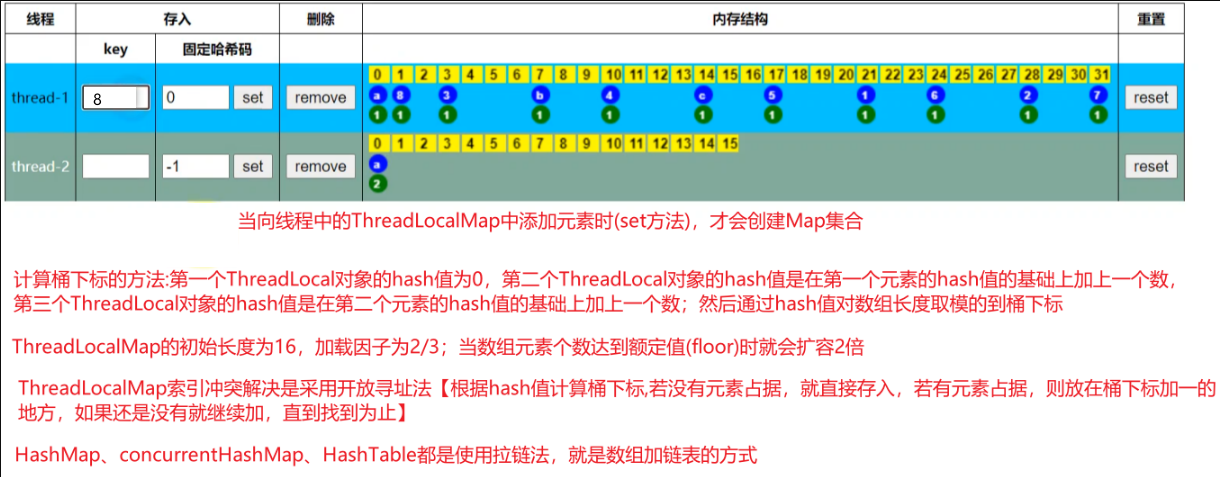 线程 存入 删除 内存结构 重置
key 固定哈希码
0 1 2 3 4 5 6 7 8 9 10 11 12 13 14 15 16 17 18 19 20 21 22 23 24 25 26 27 28 29 30 31
thread-1 8 0 set remove a 8 3 b 4 c 5 1 6 2 7 reset
1 1 1 1 1 1 1 1 1 1 1
0 1 2 3 4 5 6 7 8 9 10 11 12 13 14 15
thread-2 -1 set remove a reset
2
当向线程中的ThreadLocalMap中添加元素时(set方法)，才会创建Map集合
计算桶下标的方法:第一个ThreadLocal对象的hash值为0，第二个ThreadLocal对象的hash值是在第一个元素的hash值的基础上加上一个数，
第三个ThreadLocal对象的hash值是在第二个元素的hash值的基础上加上一个数；然后通过hash值对数组长度取模的到桶下标
ThreadLocalMap的初始长度为16，加载因子为2/3；当数组元素个数达到额定值(floor)时就会扩容2倍
ThreadLocalMap索引冲突解决是采用开放寻址法【根据hash值计算桶下标,若没有元素占据，就直接存入，若有元素占据，则放在桶下标加一的
地方，如果还是没有就继续加，直到找到为止】
HashMap、concurrentHashMap、HashTable都是使用拉链法，就是数组加链表的方式